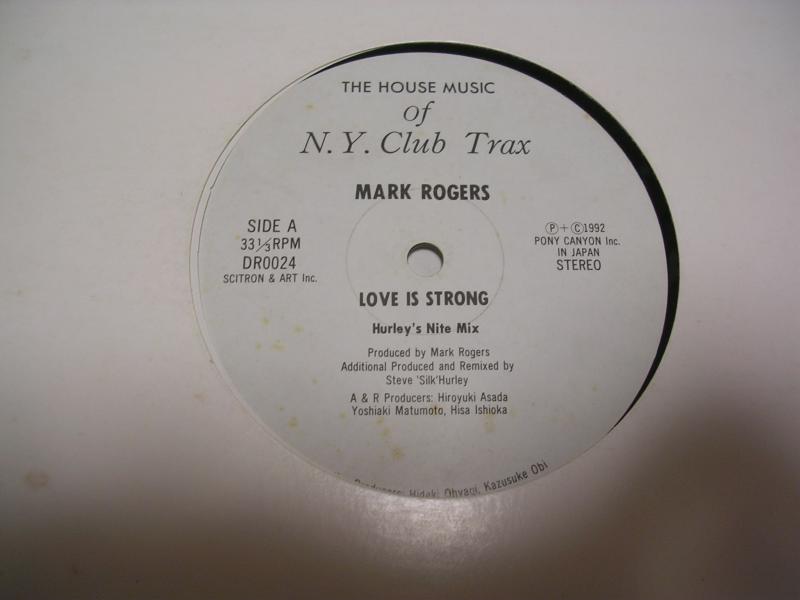 THE HOUSE MUSIC
of
N.Y. Club Trax
MARK ROGERS
SIDE A
33⅓RPM
DR0024
SCITRON & ART Inc.
Ⓟ+Ⓒ1992
PONY CANYON Inc.
IN JAPAN
STEREO
LOVE IS STRONG
Hurley's Nite Mix
Produced by Mark Rogers
Additional Produced and Remixed by
Steve 'Silk'Hurley
A & R Producers: Hiroyuki Asada
Yoshiaki Matumoto, Hisa Ishioka
Producers: Hideki Ohyagi, Kazusuke Obi